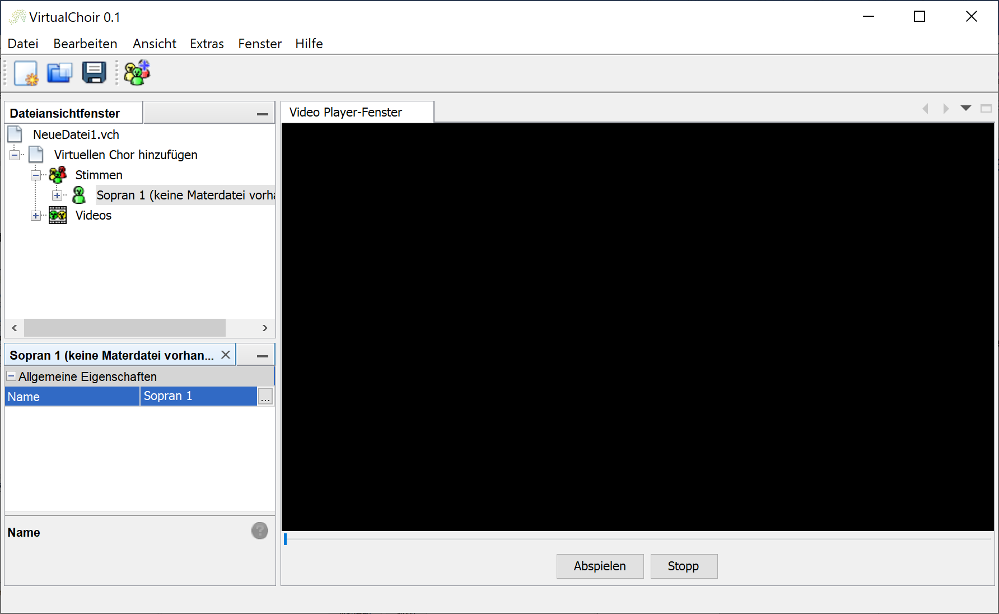 VirtualChoir 0.1
Datei Bearbeiten Ansicht Extras Fenster Hilfe
Dateiansichtfenster
NeueDatei1.vch
Virtuellen Chor hinzufügen
Stimmen
Sopran 1 (keine Materdatei vorha
Videos
Sopran 1 (keine Materdatei vorhan...
Allgemeine Eigenschaften
Name Sopran 1 ...
Name
?
Video Player-Fenster
Abspielen Stopp